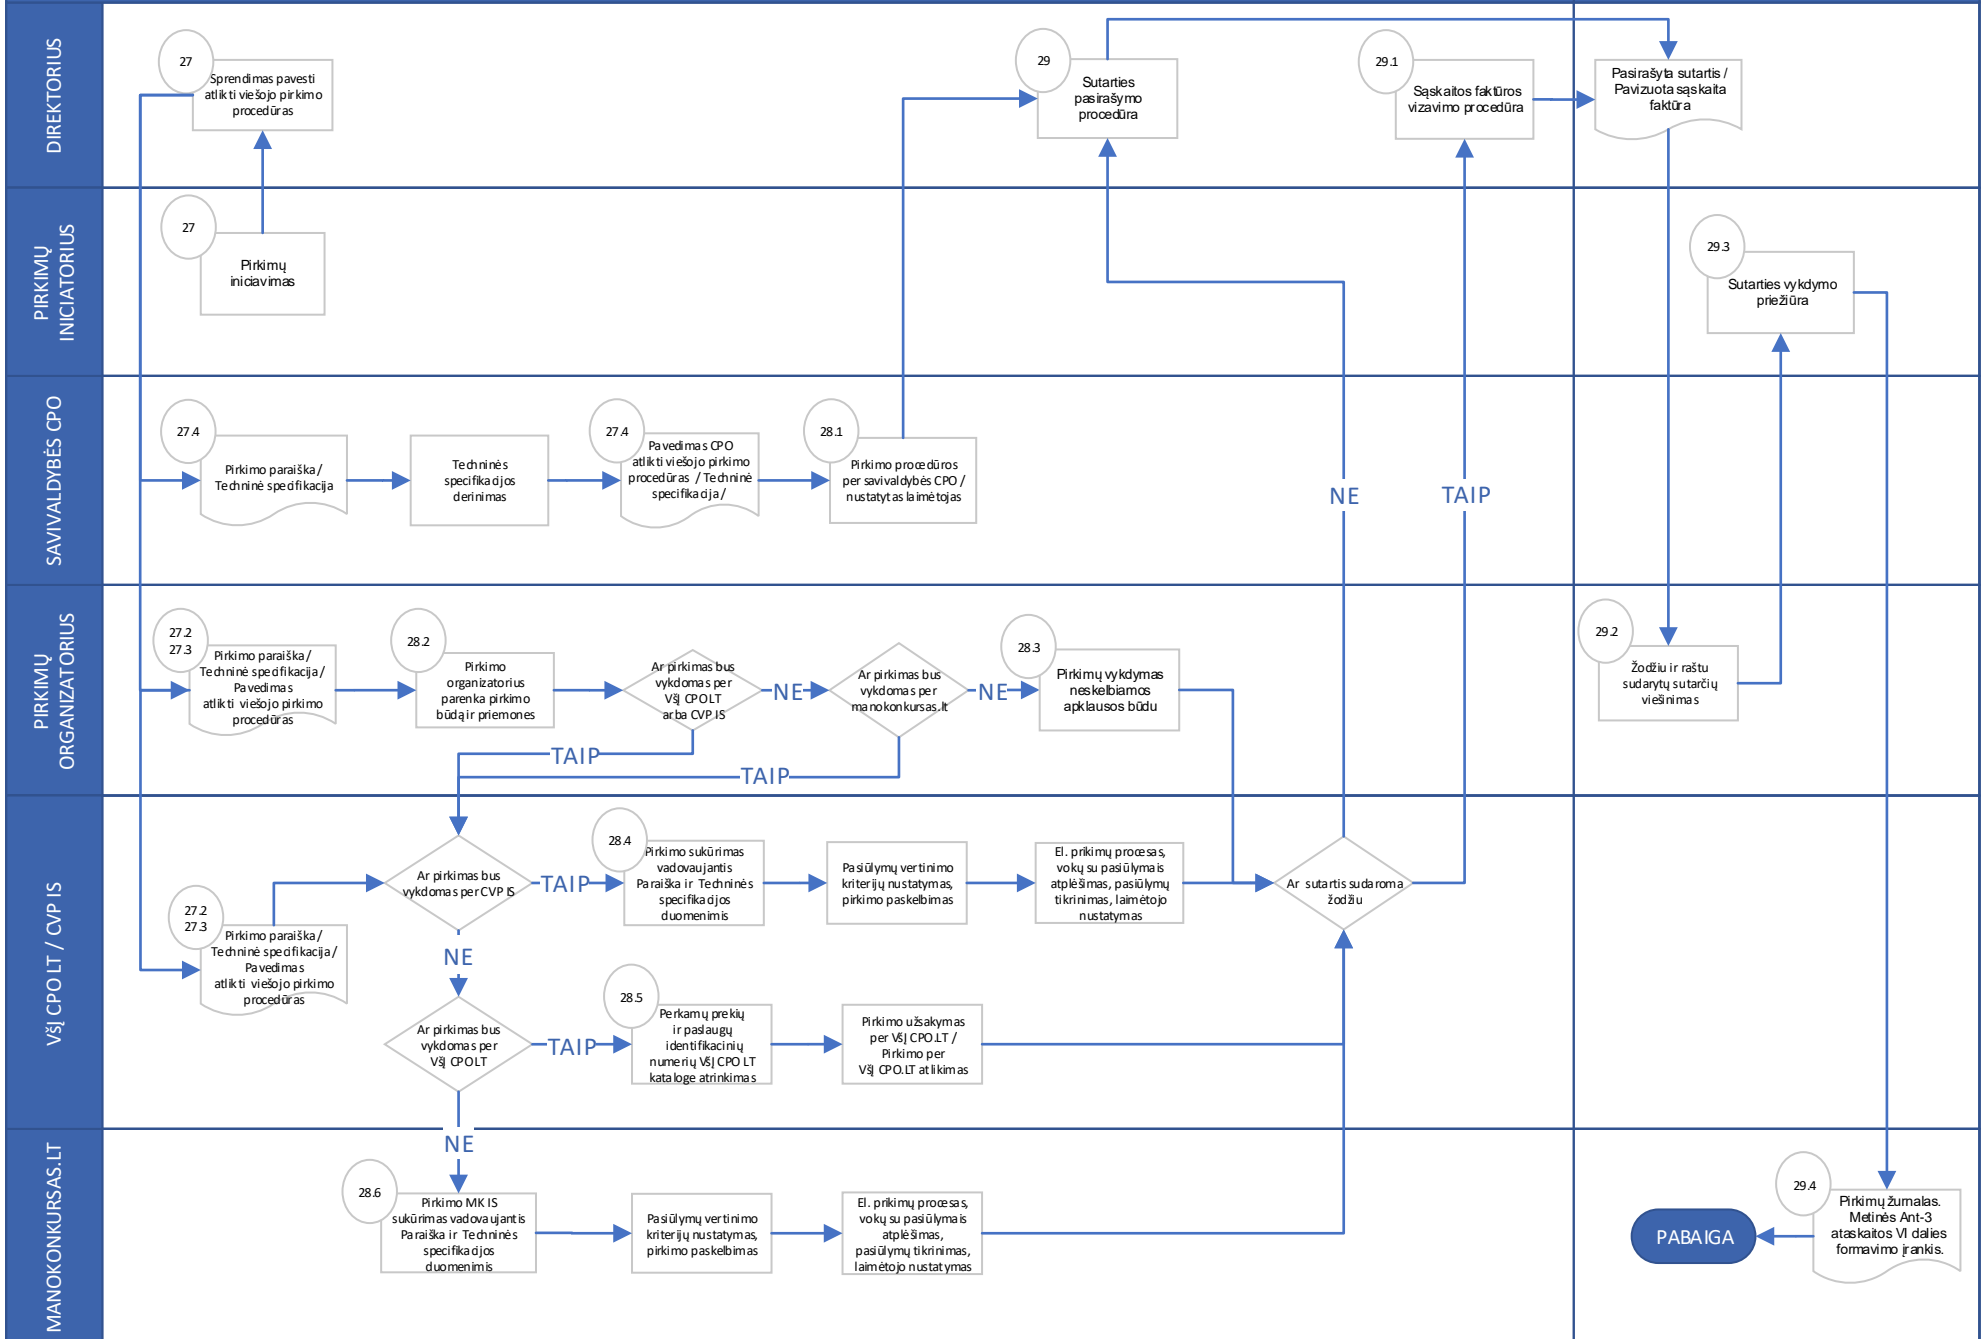 DIREKTORIUS
27
Sprendimas pavesti
atlikti viešojo pirkimo
procedūras
29
Sutarties
pasirašymo
procedūra
29.1
Sąskaitos faktūros
vizavimo procedūra
Pasirašyta sutartis /
Pavizuota sąskaita
faktūra
PIRKIMŲ
INICIATORIUS
27
Pirkimų
iniciavimas
29.3
Sutarties vykdymo
priežiūra
SAVIVALDYBĖS CPO
27.4
Pirkimo paraiška /
Techninė specifikacija
Techninės
specifikacijos
derinimas
27.4
Pavedimas CPO
atlikti viešojo pirkimo
procedūras / Techninė
specifikacija /
28.1
Pirkimo procedūros
per savivaldybės CPO /
nustatytas laimėtojas
NE
TAIP
PIRKIMŲ
ORGANIZATORIUS
27.2
27.3
Pirkimo paraiška /
Techninė specifikacija /
Pavedimas
atlikti viešojo pirkimo
procedūras
28.2
Pirkimo
organizatorius
parenka pirkimo
būdą ir priemones
Ar pirkimas bus
vykdomas per
VšĮ CPO LT
arba CVP IS
NE
Ar pirkimas bus
vykdomas per
manokonkursas.lt
NE
28.3
Pirkimų vykdymas
neskelbiamos
apklausos būdu
29.2
Žodžiu ir raštu
sudarytų sutarčių
viešinimas
TAIP
TAIP
VšĮ CPO LT / CVP IS
27.2
27.3
Pirkimo paraiška /
Techninė specifikacija /
Pavedimas
atlikti viešojo pirkimo
procedūras
Ar pirkimas bus
vykdomas per CVP IS
TAIP
28.4
Pirkimo sukūrimas
vadovaujantis
Paraiška ir Techninės
specifikacijos
duomenimis
Pasiūlymų vertinimo
kriterijų nustatymas,
pirkimo paskelbimas
El. prikimų procesas,
vokų su pasiūlymais
atplėšimas, pasiūlymų
tikrinimas, laimėtojo
nustatymas
Ar sutartis sudaroma
žodžiu
NE
Ar pirkimas bus
vykdomas per
VšĮ CPO LT
TAIP
28.5
Perkamų prekių
ir paslaugų
identifikacinių
numerių VšĮ CPO LT
kataloge atrinkimas
Pirkimo užsakymas
per VšĮ CPO.LT /
Pirkimo per
VšĮ CPO.LT atlikimas
NE
MANOKONKURSAS.LT
28.6
Pirkimo MK IS
sukūrimas vadovaujantis
Paraiška ir Techninės
specifikacijos
duomenimis
Pasiūlymų vertinimo
kriterijų nustatymas,
pirkimo paskelbimas
El. prikimų procesas,
vokų su pasiūlymais
atplėšimas,
pasiūlymų tikrinimas,
laimėtojo nustatymas
PABAIGA
29.4
Pirkimų žurnalas.
Metinės Ant-3
ataskaitos VI dalies
formavimo įrankis.